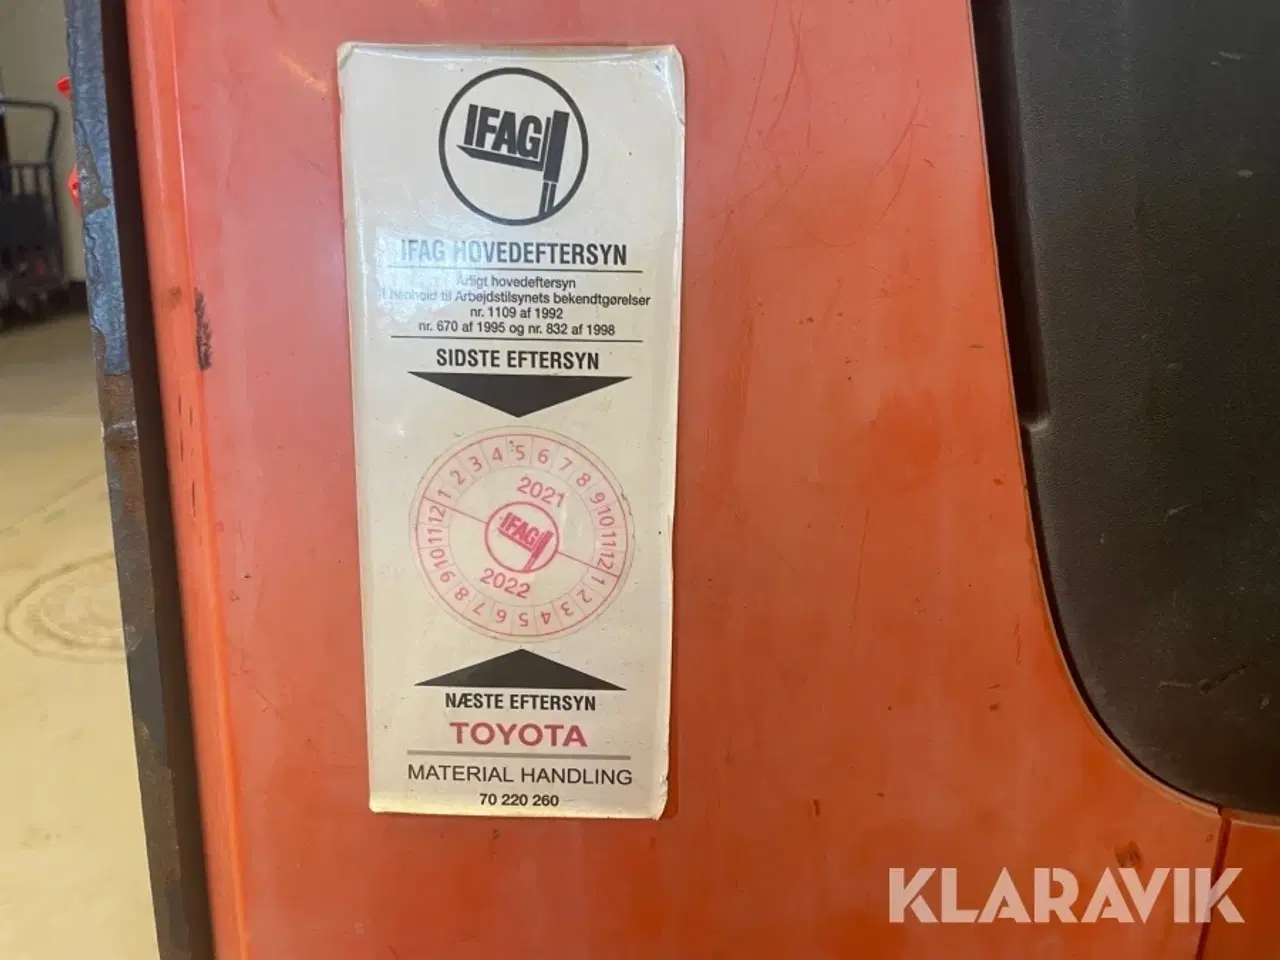 IFAG
IFAG HOVEDEFTERSYN
Årligt hovedeftersyn
i henhold til Arbejdstilsynets bekendtgørelser
nr. 1109 af 1992
nr. 670 af 1995 og nr. 832 af 1998
SIDSTE EFTERSYN
1 2 3 4 5 6 7 8 9 10 11 12
2021
IFAG
2022
1 2 3 4 5 6 7 8 9 10 11 12
NÆSTE EFTERSYN
TOYOTA
MATERIAL HANDLING
70 220 260
KLARAVIK